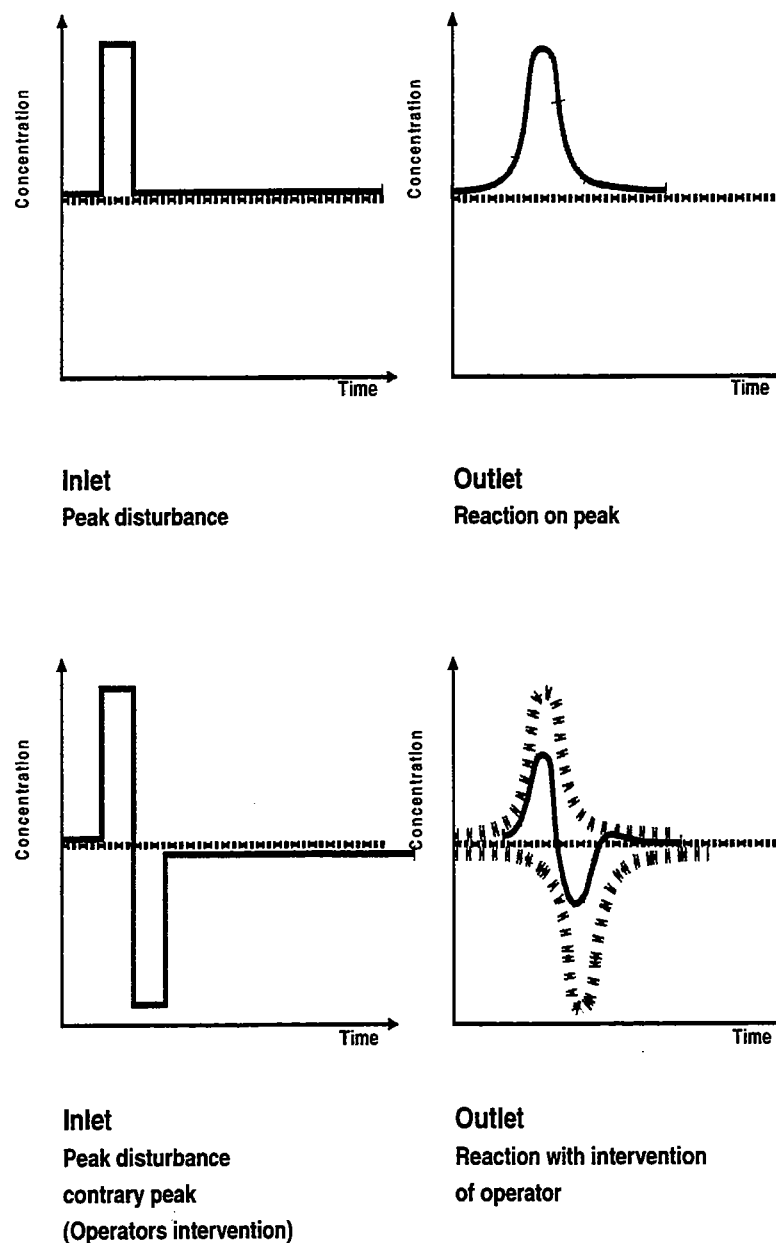 Concentration
Time
Concentration
Time
Inlet
Peak disturbance
Outlet
Reaction on peak
Concentration
Time
Concentration
Time
Inlet
Peak disturbance
contrary peak
(Operators intervention)
Outlet
Reaction with intervention
of operator